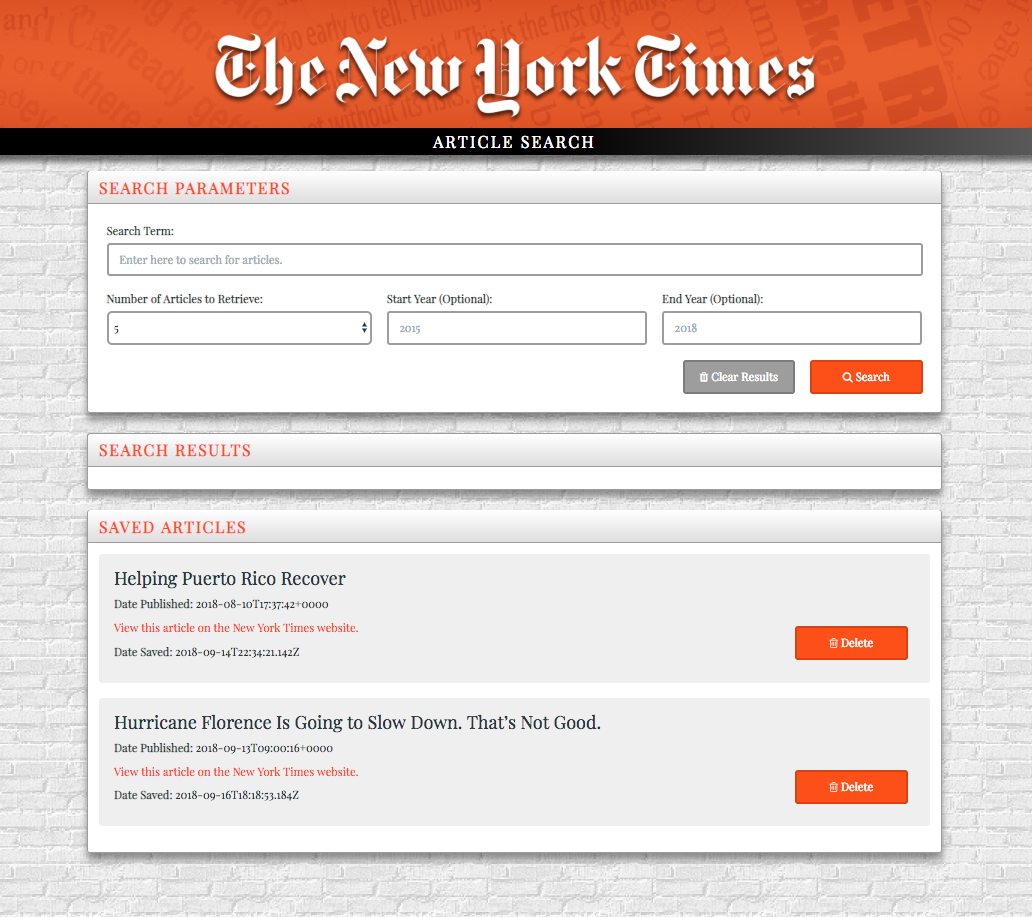 The New York Times
ARTICLE SEARCH
SEARCH PARAMETERS
Search Term:
Enter here to search for articles.
Number of Articles to Retrieve:
Start Year (Optional):
End Year (Optional):
5
2015
2018
Clear Results
Search
SEARCH RESULTS
SAVED ARTICLES
Helping Puerto Rico Recover
Date Published: 2018-08-10T17:37:42+0000
View this article on the New York Times website.
Date Saved: 2018-09-14T22:34:21.142Z
Delete
Hurricane Florence Is Going to Slow Down. That’s Not Good.
Date Published: 2018-09-13T09:00:16+0000
View this article on the New York Times website.
Date Saved: 2018-09-16T18:18:53.184Z
Delete